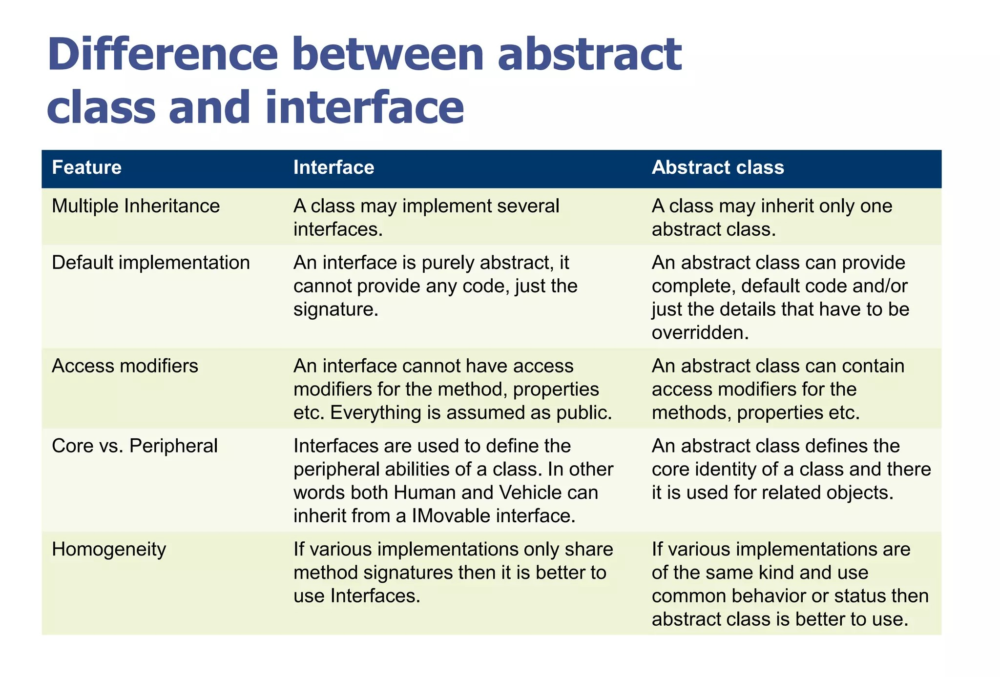 Difference between abstract
class and interface
Feature
Interface
Abstract class
Multiple Inheritance
A class may implement several
interfaces.
A class may inherit only one
abstract class.
Default implementation
An interface is purely abstract, it
cannot provide any code, just the
signature.
An abstract class can provide
complete, default code and/or
just the details that have to be
overridden.
Access modifiers
An interface cannot have access
modifiers for the method, properties
etc. Everything is assumed as public.
An abstract class can contain
access modifiers for the
methods, properties etc.
Core vs. Peripheral
Interfaces are used to define the
peripheral abilities of a class. In other
words both Human and Vehicle can
inherit from a IMovable interface.
An abstract class defines the
core identity of a class and there
it is used for related objects.
Homogeneity
If various implementations only share
method signatures then it is better to
use Interfaces.
If various implementations are
of the same kind and use
common behavior or status then
abstract class is better to use.